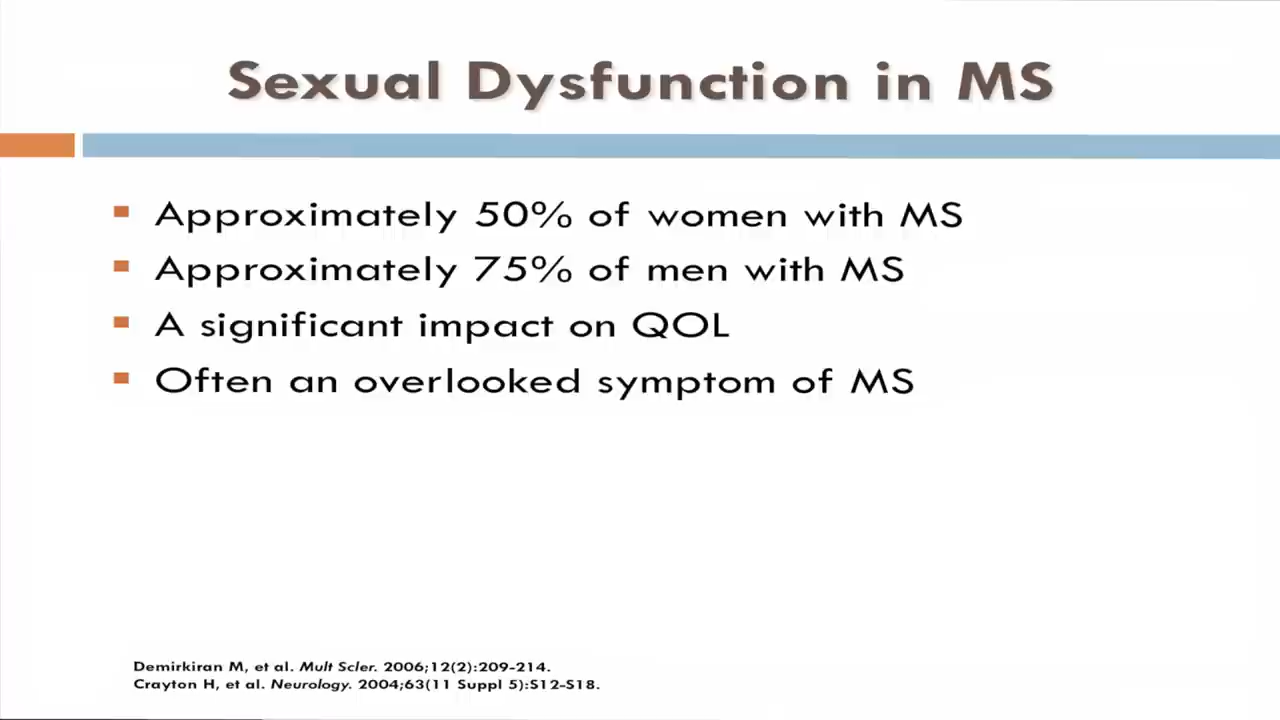 Sexual Dysfunction in MS
Approximately 50% of women with MS
Approximately 75% of men with MS
A significant impact on QOL
Often an overlooked symptom of MS
Demirkiran M, et al. Mult Scler. 2006;12(2):209-214.
Crayton H, et al. Neurology. 2004;63(11 Suppl 5):S12-S18.